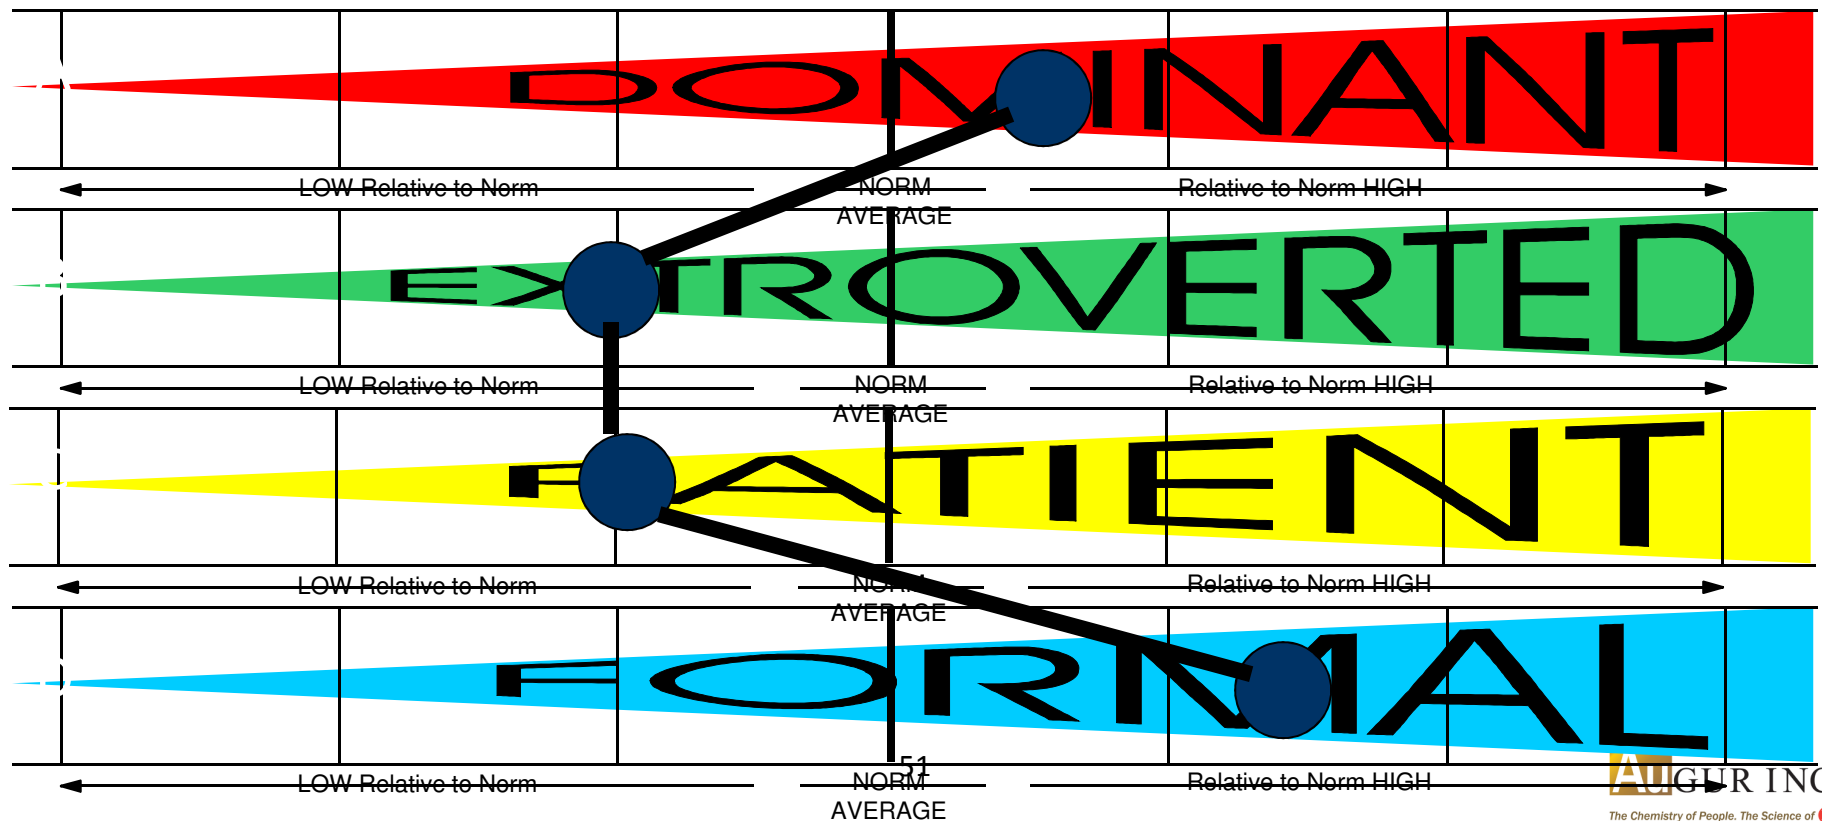 DOMINANT
LOW Relative to Norm NORM Relative to Norm HIGH
AVERAGE
EXTROVERTED
LOW Relative to Norm NORM Relative to Norm HIGH
AVERAGE
PATIENT
LOW Relative to Norm NORM Relative to Norm HIGH
AVERAGE
FORMAL
51
LOW Relative to Norm NORM Relative to Norm HIGH
AVERAGE
AUGUR INC
The Chemistry of People. The Science of